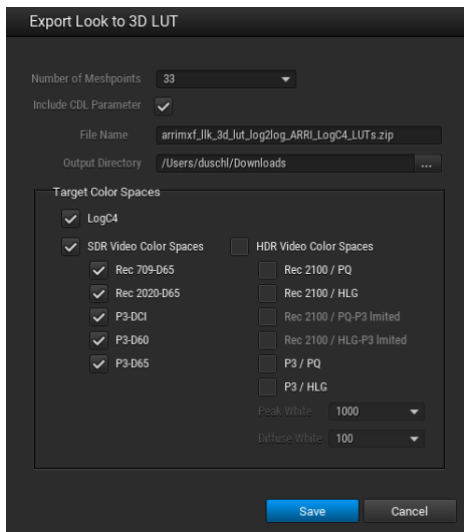 Export Look to 3D LUT
Number of Meshpoints 33
Include CDL Parameter
File Name arrimxf_llk_3d_lut_log2log_ARRI_LogC4_LUTs.zip
Output Directory /Users/duschl/Downloads ...
Target Color Spaces
LogC4
SDR Video Color Spaces HDR Video Color Spaces
Rec 709-D65 Rec 2100 / PQ
Rec 2020-D65 Rec 2100 / HLG
P3-DCI Rec 2100 / PQ-P3 lmited
P3-D60 Rec 2100 / HLG-P3 lmited
P3-D65 P3 / PQ
P3 / HLG
Peak White 1000
Diffuse White 100
Save Cancel